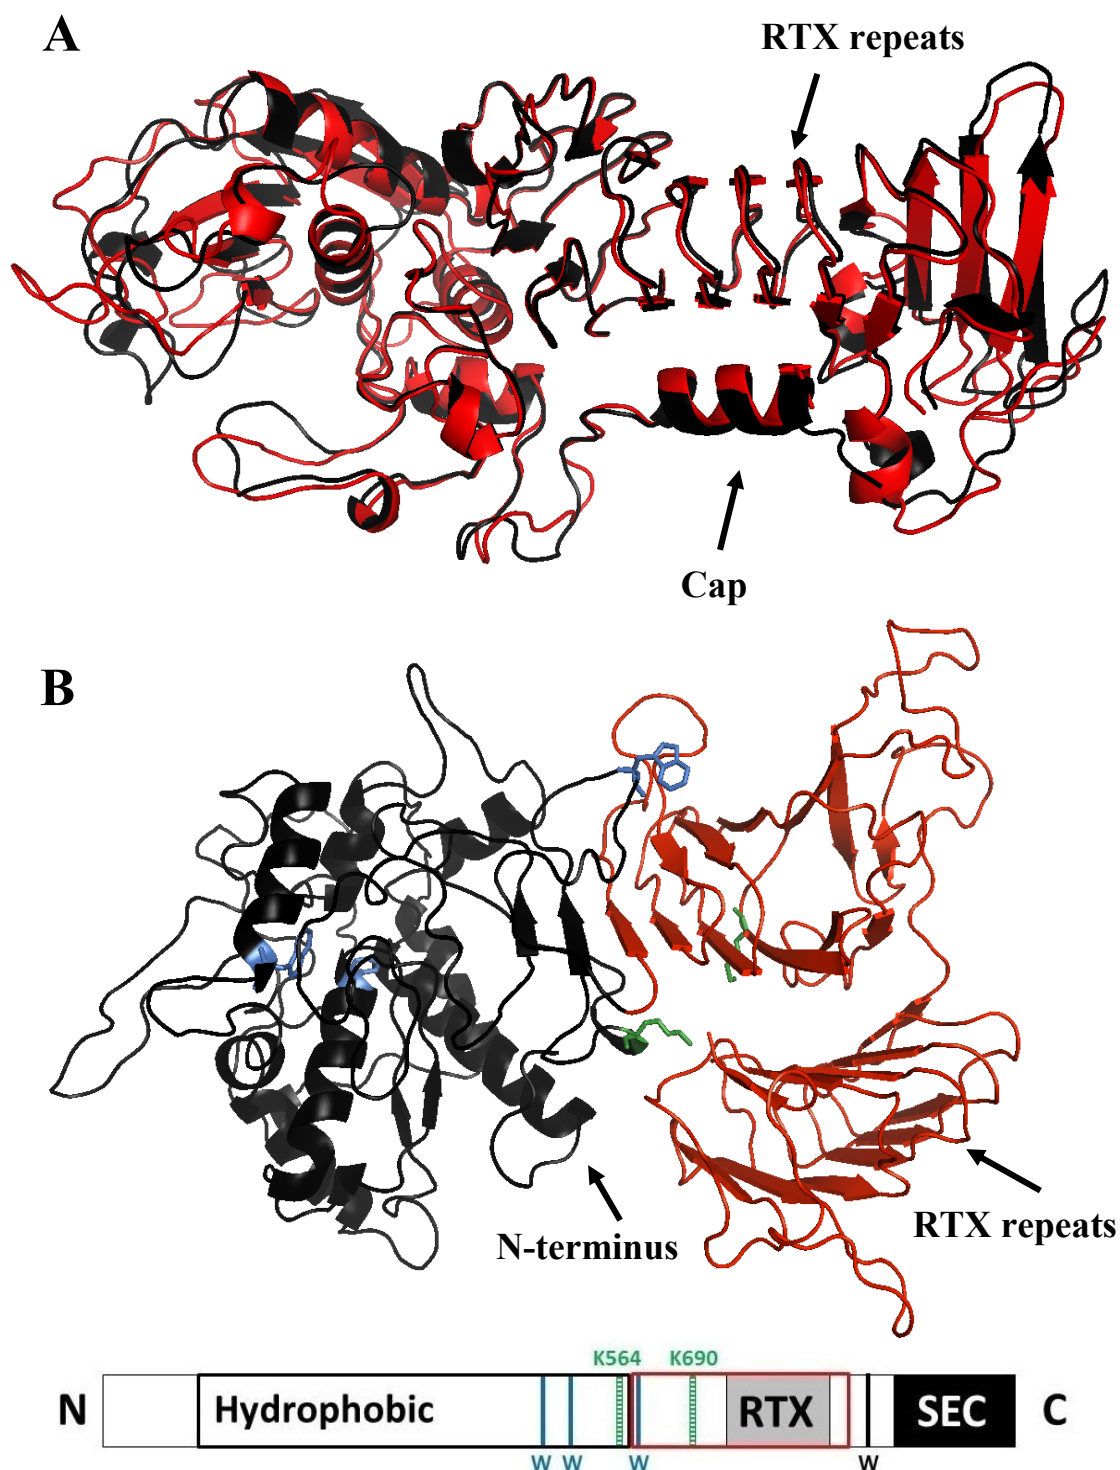 A
RTX repeats
Cap
B
N-terminus
RTX repeats
K564 K690
N Hydrophobic RTX SEC C
W W W W